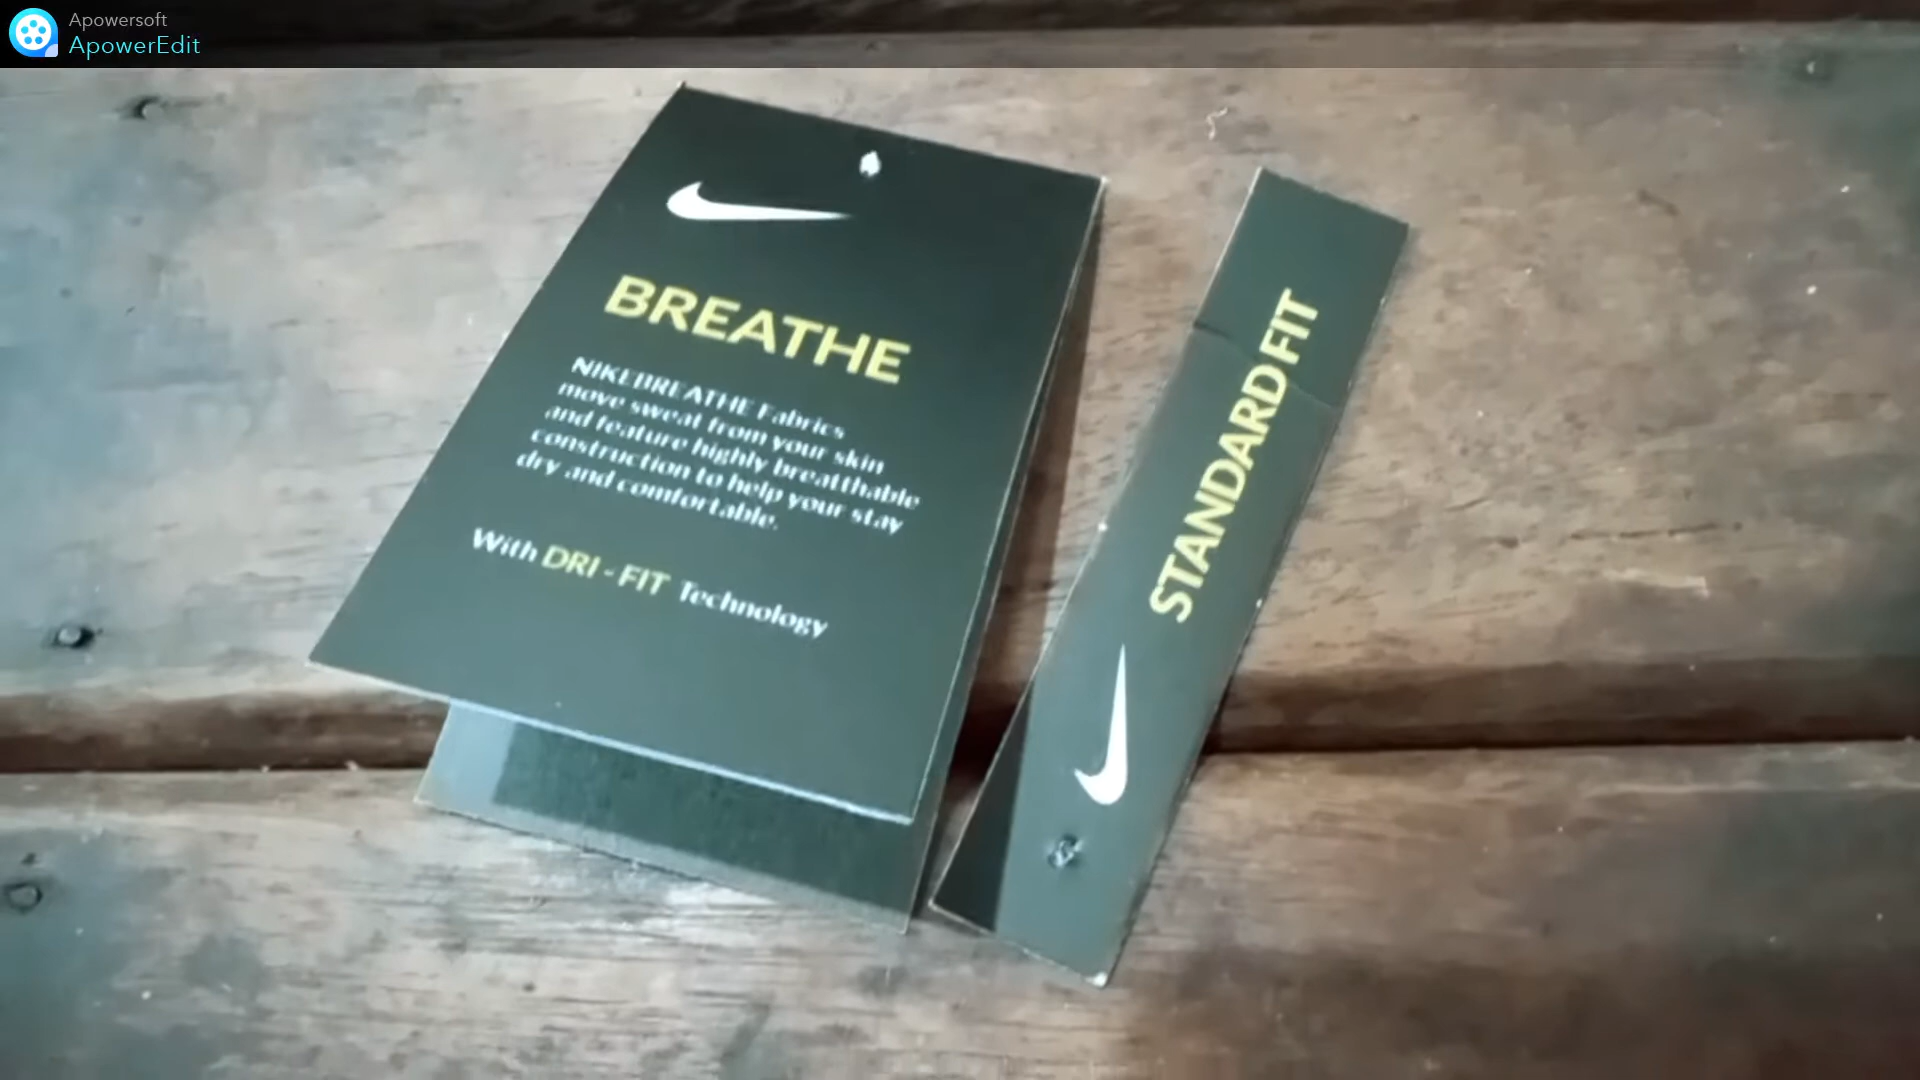 Apowersoft
ApowerEdit
BREATHE
NIKEBREATHE Fabrics
move sweat from your skin
and feature highly breatthable
construction to help your stay
dry and comfortable.
With DRI - FIT Technology
STANDARD FIT